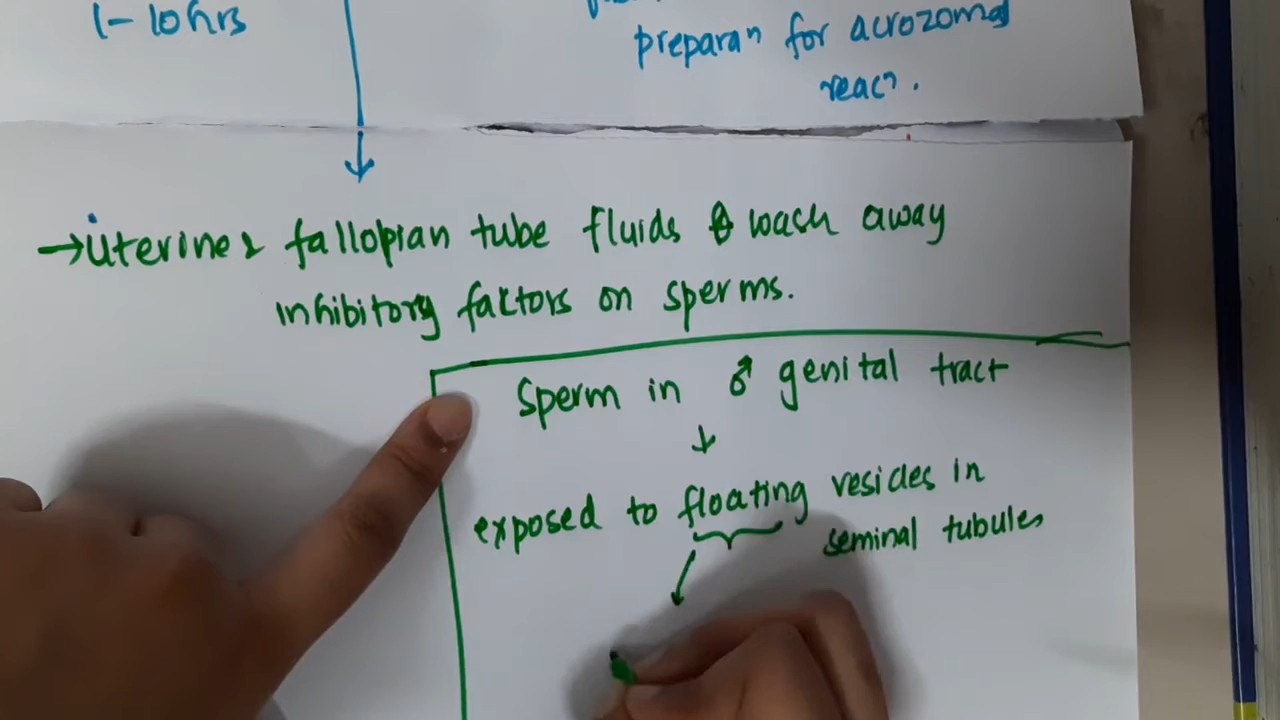 1-10hrs
preparaⁿ for acrozomal
reacⁿ.
→ Uterine & fallopian tube fluids wash away
inhibitory factors on sperms.
Sperm in ♂ genital tract
↓
exposed to floating vesicles in
seminal tubules